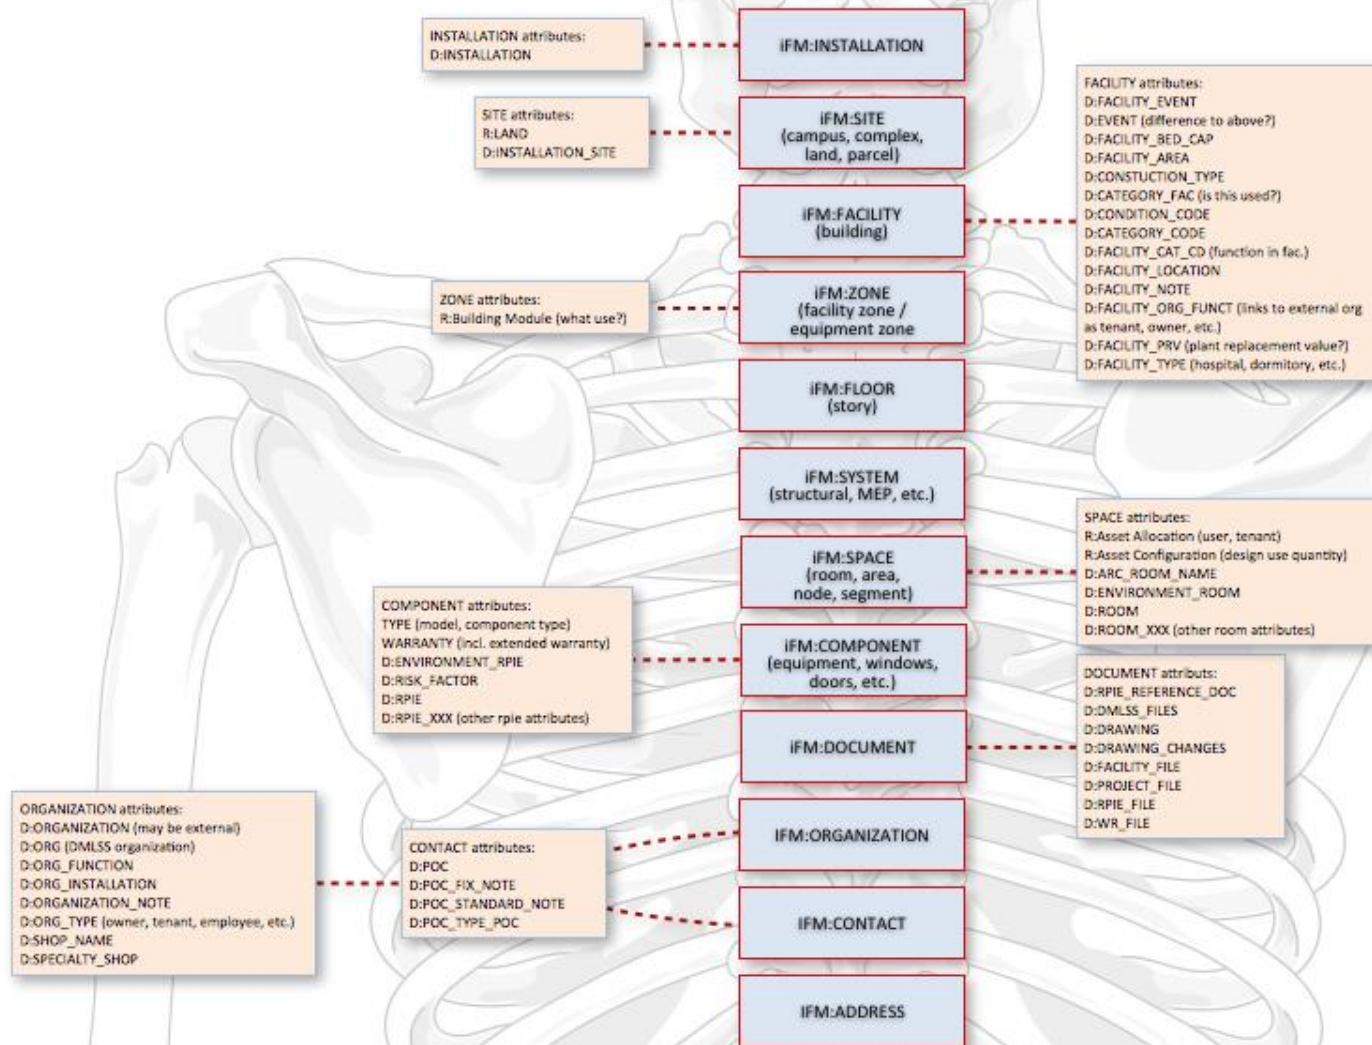 INSTALLATION attributes:
D:INSTALLATION
iFM:INSTALLATION
SITE attributes:
R:LAND
D:INSTALLATION_SITE
iFM:SITE
(campus, complex,
land, parcel)
FACILITY attributes:
D:FACILITY_EVENT
D:EVENT (difference to above?)
D:FACILITY_BED_CAP
D:FACILITY_AREA
D:CONSTUCTION_TYPE
D:CATEGORY_FAC (is this used?)
D:CONDITION_CODE
D:CATEGORY_CODE
D:FACILITY_CAT_CD (function in fac.)
D:FACILITY_LOCATION
D:FACILITY_NOTE
D:FACILITY_ORG_FUNCT (links to external org
as tenant, owner, etc.)
D:FACILITY_PRV (plant replacement value?)
D:FACILITY_TYPE (hospital, dormitory, etc.)
iFM:FACILITY
(building)
ZONE attributes:
R:Building Module (what use?)
iFM:ZONE
(facility zone /
equipment zone
iFM:FLOOR
(story)
iFM:SYSTEM
(structural, MEP, etc.)
SPACE attributes:
R:Asset Allocation (user, tenant)
R:Asset Configuration (design use quantity)
D:ARC_ROOM_NAME
D:ENVIRONMENT_ROOM
D:ROOM
D:ROOM_XXX (other room attributes)
iFM:SPACE
(room, area,
node, segment)
COMPONENT attributes:
TYPE (model, component type)
WARRANTY (incl. extended warranty)
D:ENVIRONMENT_RPIE
D:RISK_FACTOR
D:RPIE
D:RPIE_XXX (other rpie attributes)
iFM:COMPONENT
(equipment, windows,
doors, etc.)
DOCUMENT attributs:
D:RPIE_REFERENCE_DOC
D:DMLSS_FILES
D:DRAWING
D:DRAWING_CHANGES
D:FACILITY_FILE
D:PROJECT_FILE
D:RPIE_FILE
D:WR_FILE
iFM:DOCUMENT
ORGANIZATION attributes:
D:ORGANIZATION (may be external)
D:ORG (DMLSS organization)
D:ORG_FUNCTION
D:ORG_INSTALLATION
D:ORGANIZATION_NOTE
D:ORG_TYPE (owner, tenant, employee, etc.)
D:SHOP_NAME
D:SPECIALTY_SHOP
CONTACT attributes:
D:POC
D:POC_FIX_NOTE
D:POC_STANDARD_NOTE
D:POC_TYPE_POC
IFM:ORGANIZATION
IFM:CONTACT
IFM:ADDRESS